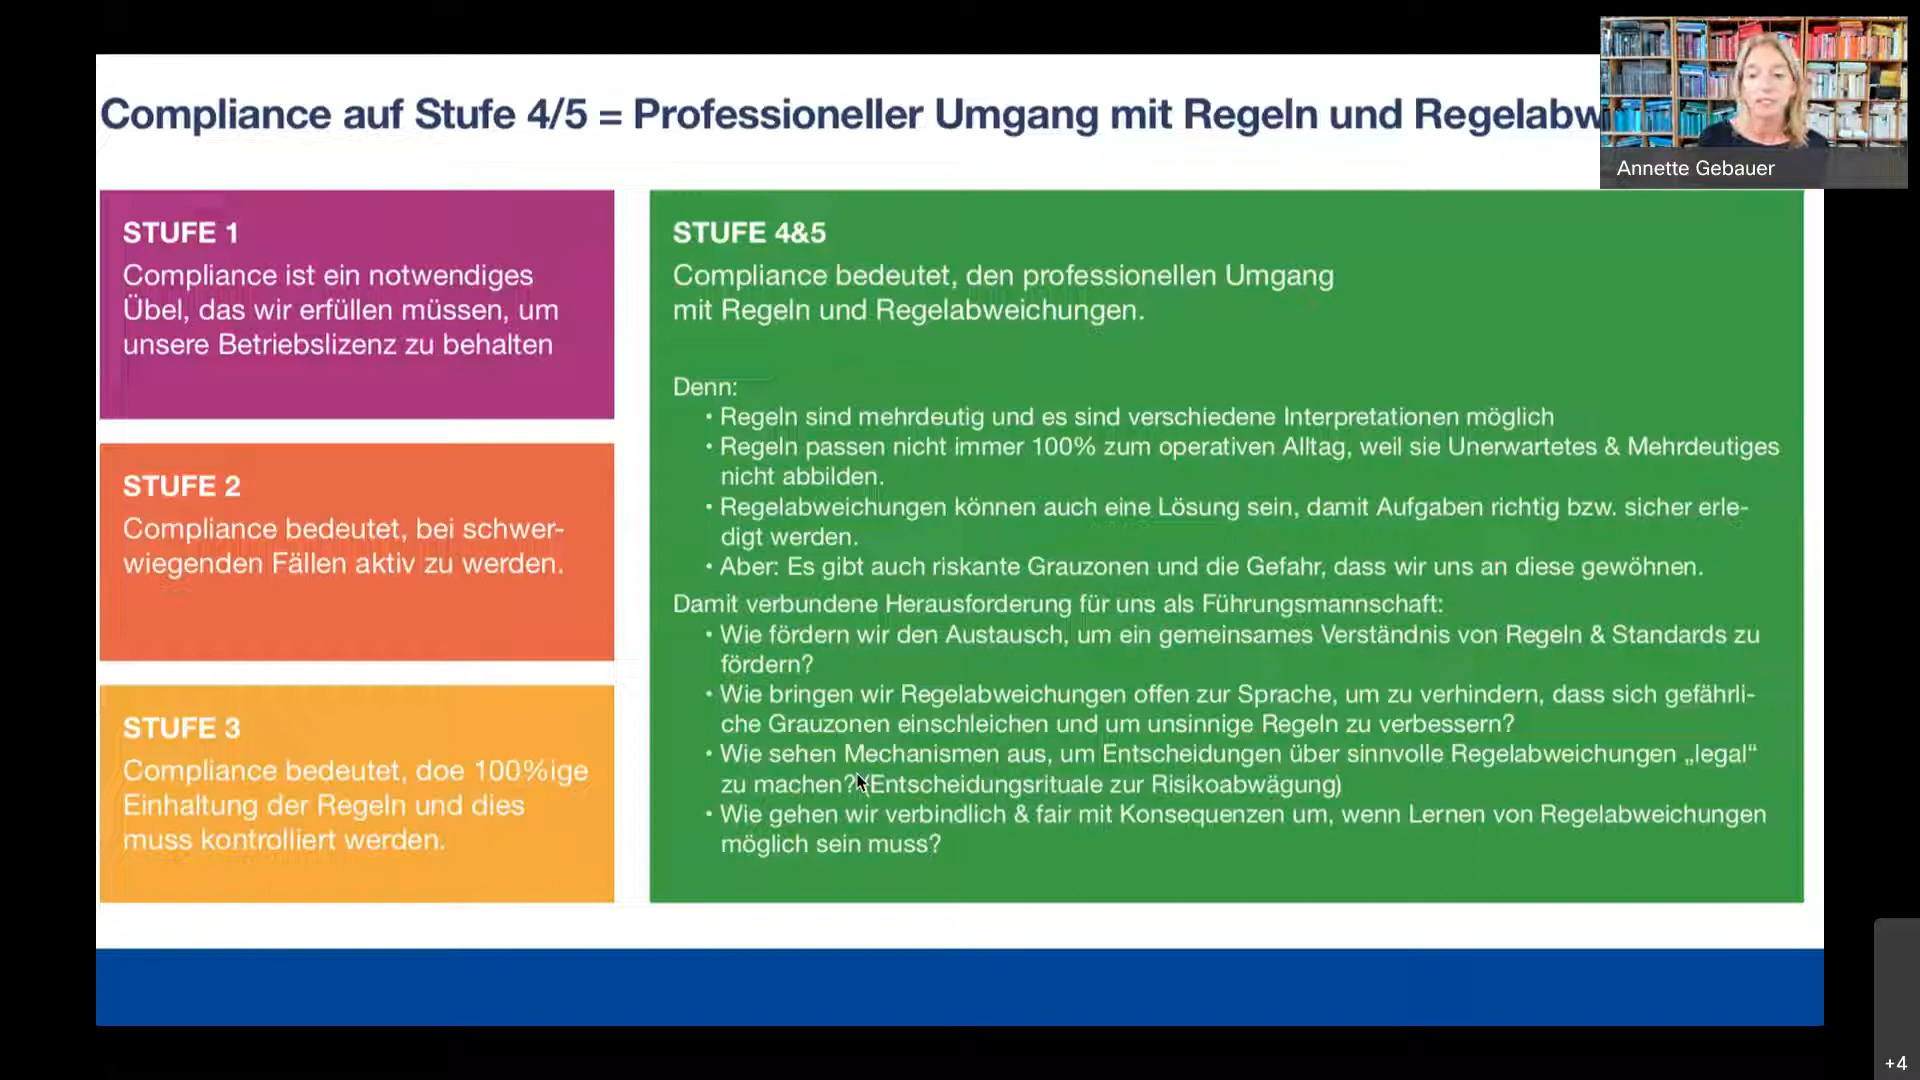 Compliance auf Stufe 4/5 = Professioneller Umgang mit Regeln und Regelabw
Annette Gebauer
STUFE 1
Compliance ist ein notwendiges
Übel, das wir erfüllen müssen, um
unsere Betriebslizenz zu behalten
STUFE 2
Compliance bedeutet, bei schwer-
wiegenden Fällen aktiv zu werden.
STUFE 3
Compliance bedeutet, doe 100%ige
Einhaltung der Regeln und dies
muss kontrolliert werden.
STUFE 4&5
Compliance bedeutet, den professionellen Umgang
mit Regeln und Regelabweichungen.
Denn:
• Regeln sind mehrdeutig und es sind verschiedene Interpretationen möglich
• Regeln passen nicht immer 100% zum operativen Alltag, weil sie Unerwartetes & Mehrdeutiges
nicht abbilden.
• Regelabweichungen können auch eine Lösung sein, damit Aufgaben richtig bzw. sicher erle-
digt werden.
• Aber: Es gibt auch riskante Grauzonen und die Gefahr, dass wir uns an diese gewöhnen.
Damit verbundene Herausforderung für uns als Führungsmannschaft:
• Wie fördern wir den Austausch, um ein gemeinsames Verständnis von Regeln & Standards zu
fördern?
• Wie bringen wir Regelabweichungen offen zur Sprache, um zu verhindern, dass sich gefährli-
che Grauzonen einschleichen und um unsinnige Regeln zu verbessern?
• Wie sehen Mechanismen aus, um Entscheidungen über sinnvolle Regelabweichungen „legal“
zu machen? (Entscheidungsrituale zur Risikoabwägung)
• Wie gehen wir verbindlich & fair mit Konsequenzen um, wenn Lernen von Regelabweichungen
möglich sein muss?
+4